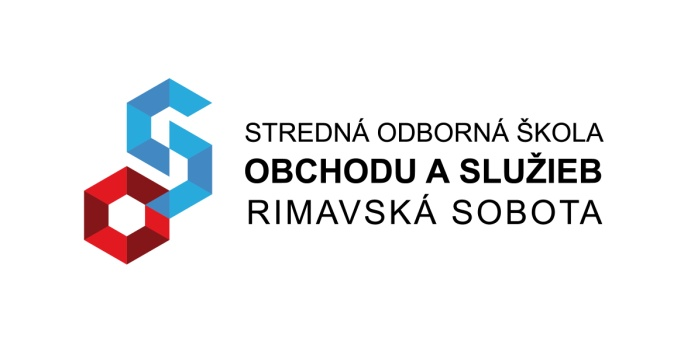 STREDNÁ ODBORNÁ ŠKOLA
OBCHODU A SLUŽIEB
RIMAVSKÁ SOBOTA